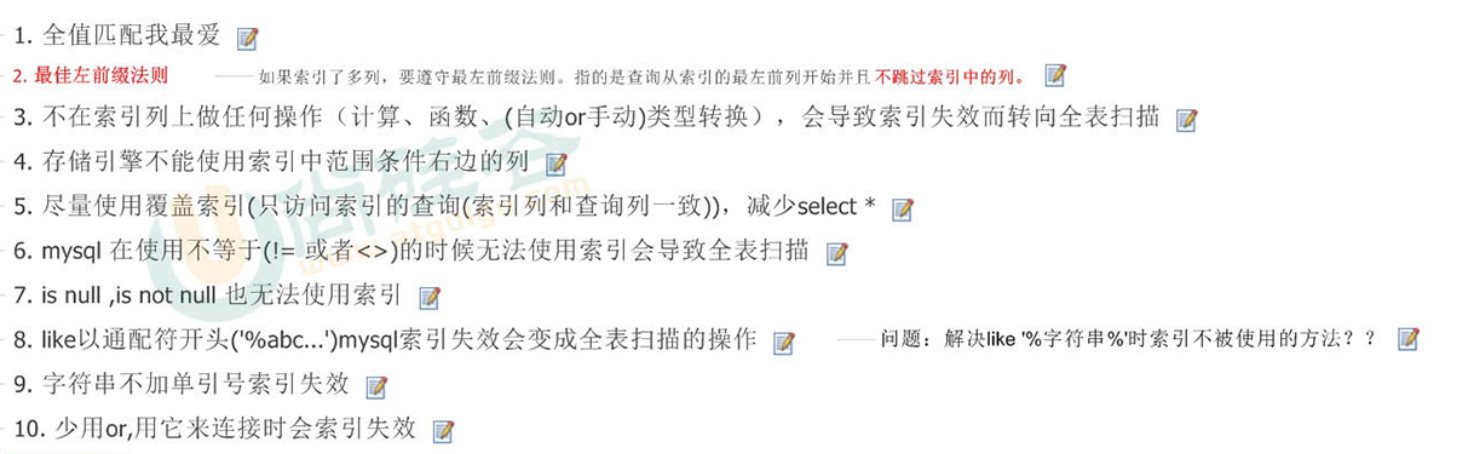 1. 全值匹配我最爱
2. 最佳左前缀法则 如果索引了多列，要遵守最左前缀法则。指的是查询从索引的最左前列开始并且不跳过索引中的列。
3. 不在索引列上做任何操作（计算、函数、(自动or手动)类型转换），会导致索引失效而转向全表扫描
4. 存储引擎不能使用索引中范围条件右边的列
5. 尽量使用覆盖索引(只访问索引的查询(索引列和查询列一致))，减少select *
6. mysql 在使用不等于(!= 或者<>)的时候无法使用索引会导致全表扫描
7. is null ,is not null 也无法使用索引
8. like以通配符开头('%abc...')mysql索引失效会变成全表扫描的操作 问题：解决like '%字符串%'时索引不被使用的方法？？
9. 字符串不加单引号索引失效
10. 少用or,用它来连接时会索引失效
尚硅谷
www.atguigu.com